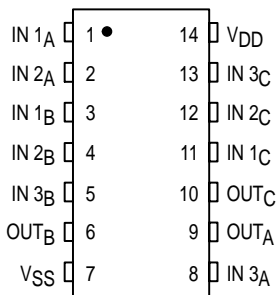 IN 1A 1 14 VDD
IN 2A 2 13 IN 3C
IN 1B 3 12 IN 2C
IN 2B 4 11 IN 1C
IN 3B 5 10 OUTC
OUTB 6 9 OUTA
VSS 7 8 IN 3A